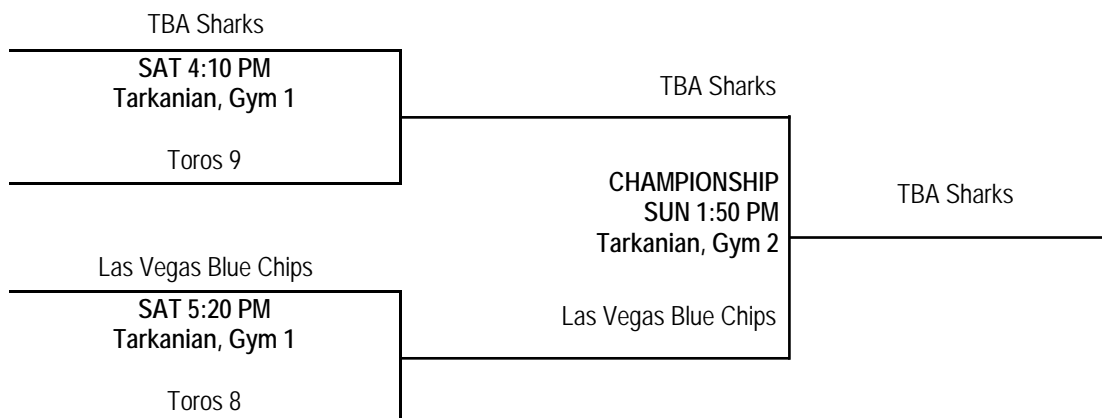 TBA Sharks
SAT 4:10 PM
Tarkanian, Gym 1
Toros 9
TBA Sharks
CHAMPIONSHIP
SUN 1:50 PM
Tarkanian, Gym 2
TBA Sharks
Las Vegas Blue Chips
SAT 5:20 PM
Tarkanian, Gym 1
Las Vegas Blue Chips
Toros 8